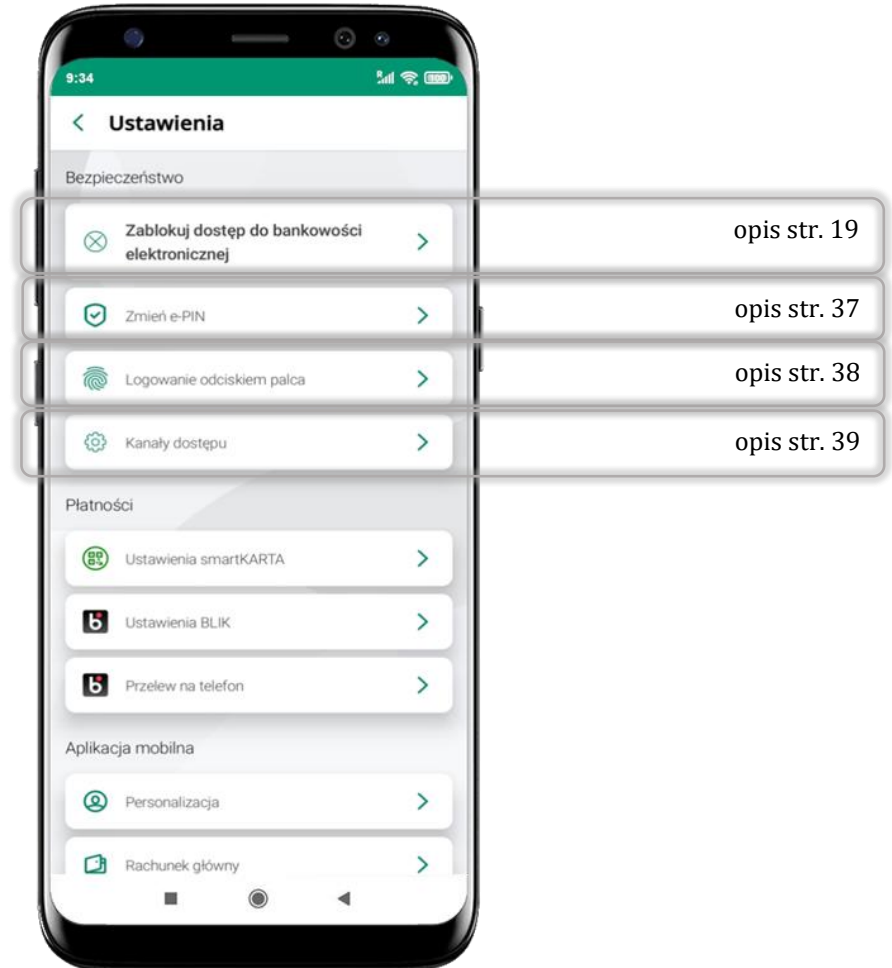 9:34
Ustawienia
Bezpieczeństwo
Zablokuj dostęp do bankowości
elektronicznej
opis str. 19
Zmień e-PIN
opis str. 37
Logowanie odciskiem palca
opis str. 38
Kanały dostępu
opis str. 39
Płatności
Ustawienia smartKARTA
Ustawienia BLIK
Przelew na telefon
Aplikacja mobilna
Personalizacja
Rachunek główny